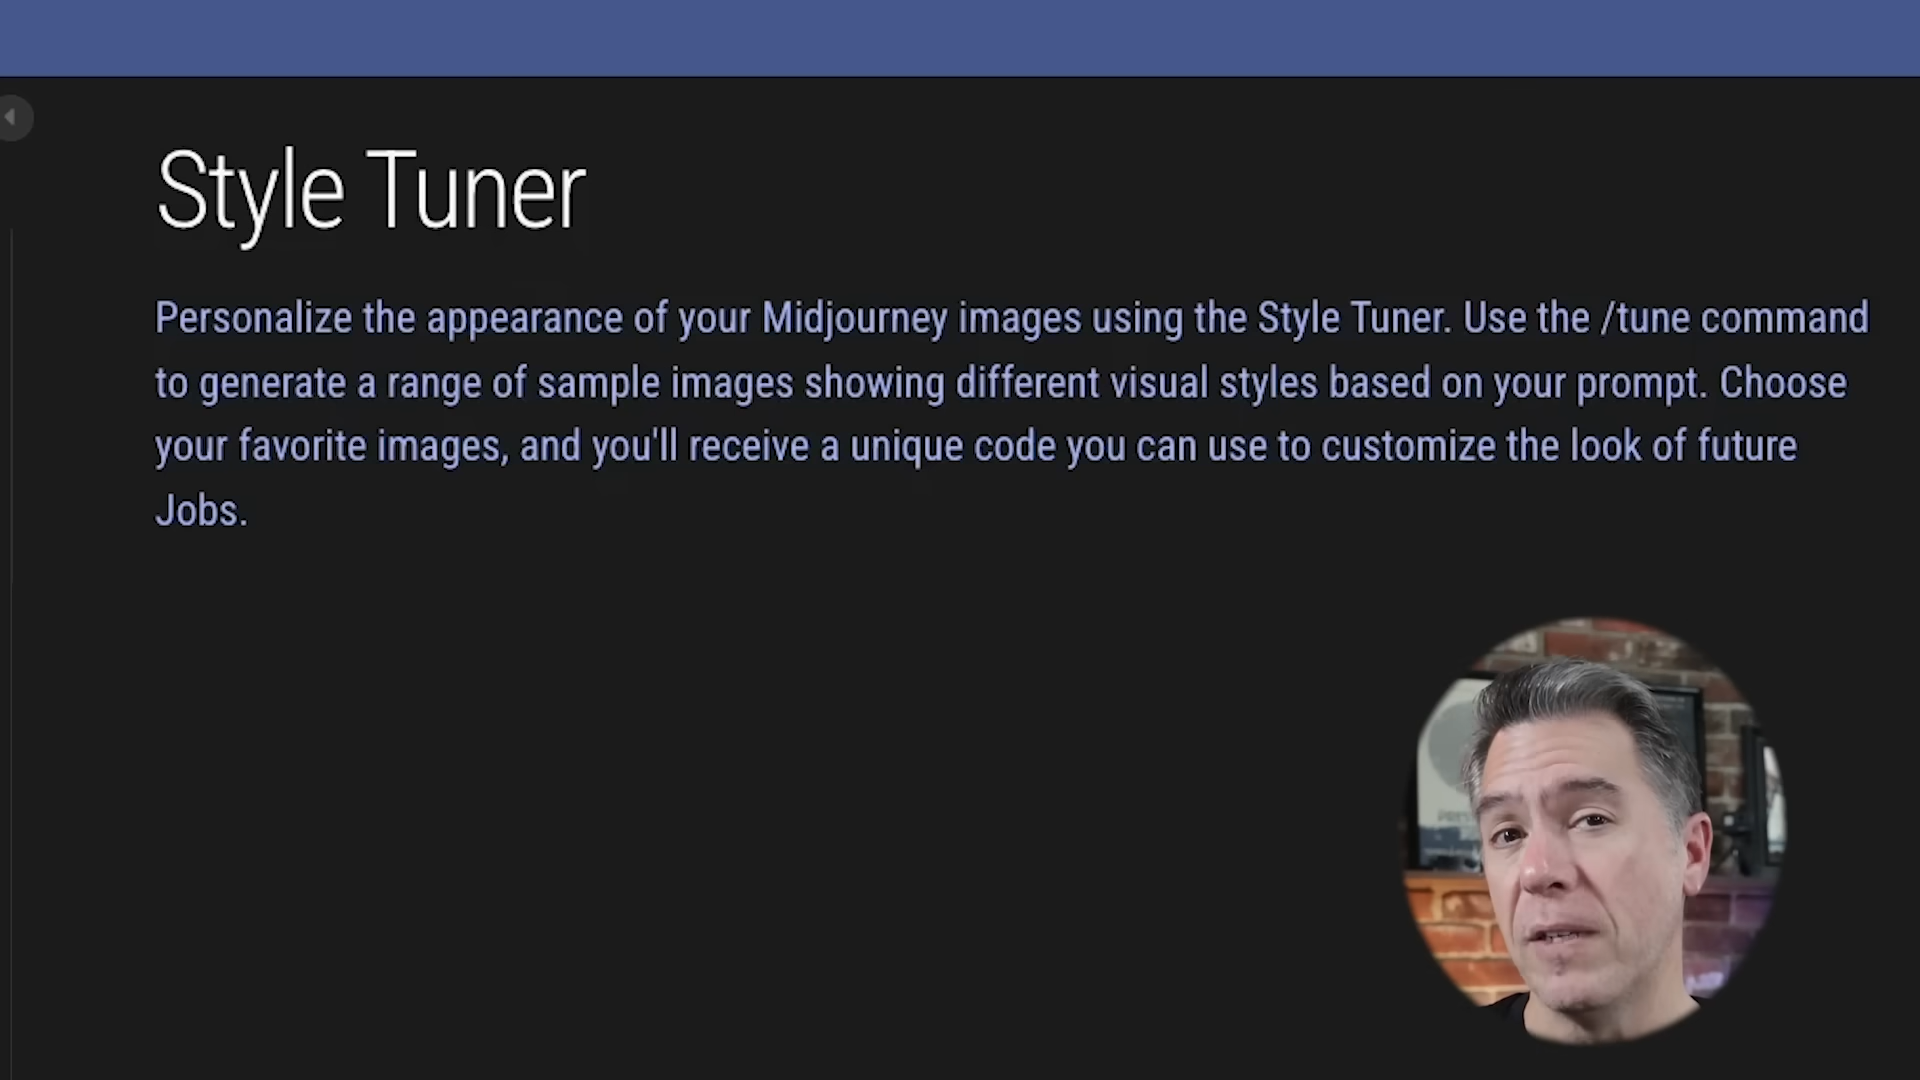 Style Tuner
Personalize the appearance of your Midjourney images using the Style Tuner. Use the /tune command
to generate a range of sample images showing different visual styles based on your prompt. Choose
your favorite images, and you'll receive a unique code you can use to customize the look of future
Jobs.